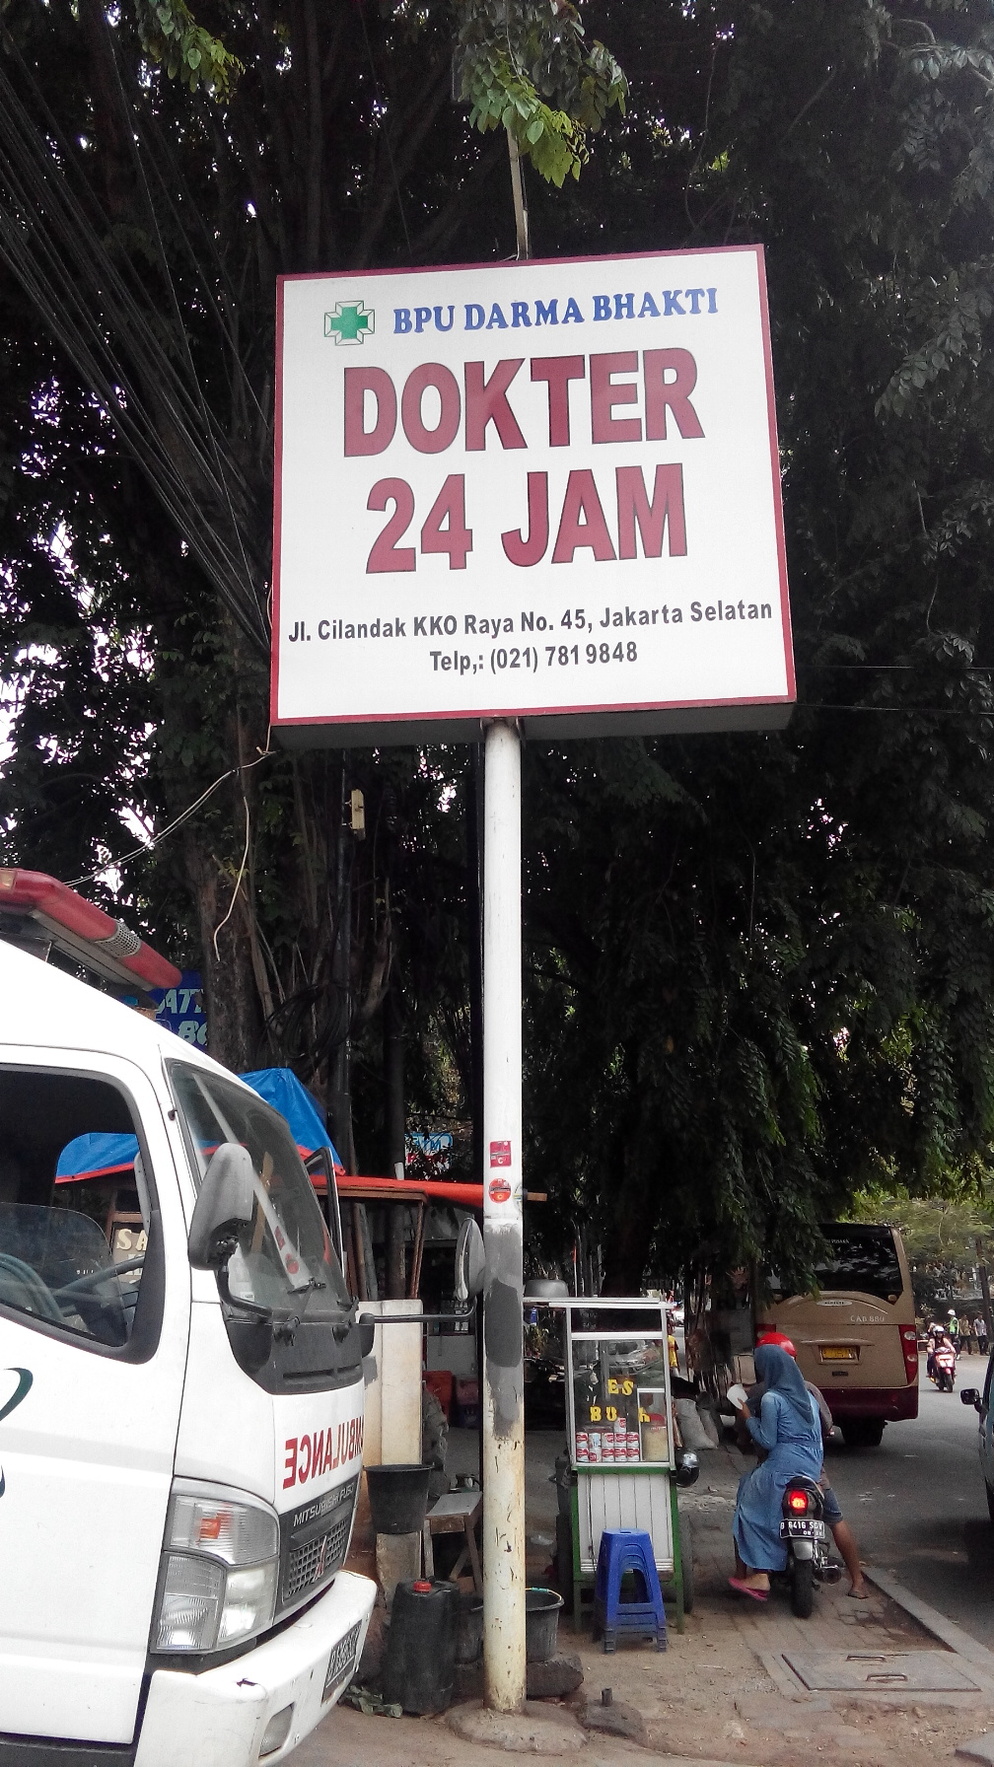 BPU DARMA BHAKTI
DOKTER
24 JAM
Jl. Cilandak KKO Raya No. 45, Jakarta Selatan
Telp,: (021) 781 9848
AMBULANCE
MITSUBISHI FUSO
ES